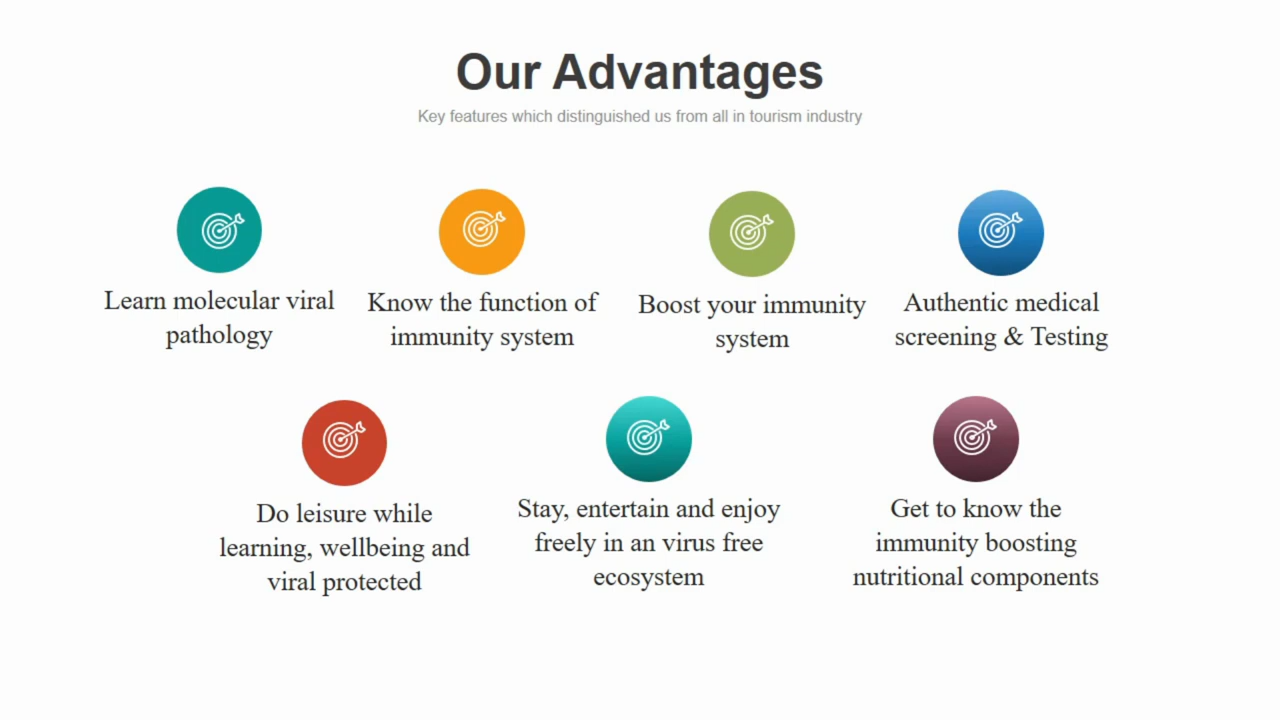 Our Advantages
Key features which distinguished us from all in tourism industry
Learn molecular viral
pathology
Know the function of
immunity system
Boost your immunity
system
Authentic medical
screening & Testing
Do leisure while
learning, wellbeing and
viral protected
Stay, entertain and enjoy
freely in an virus free
ecosystem
Get to know the
immunity boosting
nutritional components